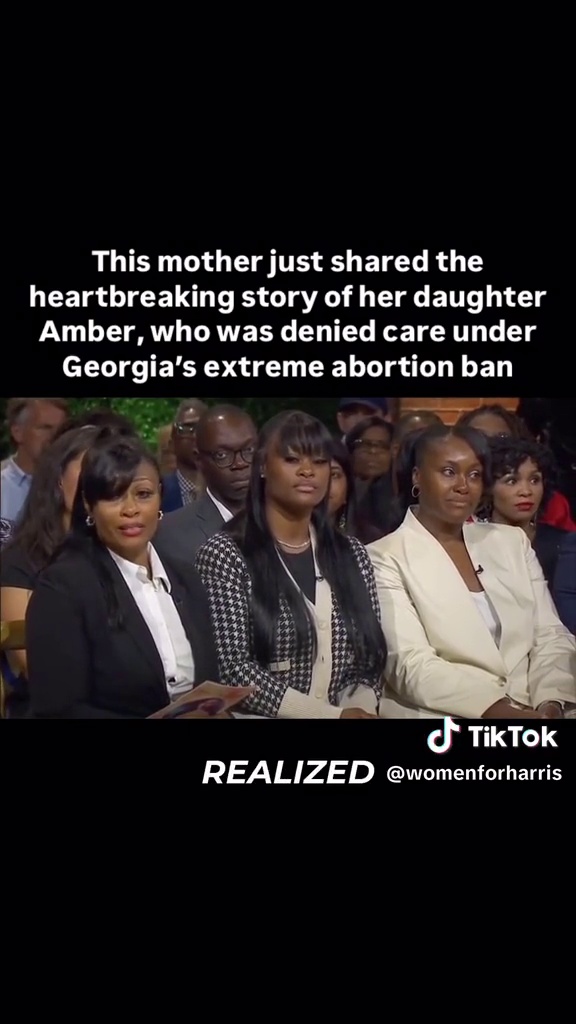 This mother just shared the
heartbreaking story of her daughter
Amber, who was denied care under
Georgia’s extreme abortion ban
TikTok
REALIZED @womenforharris